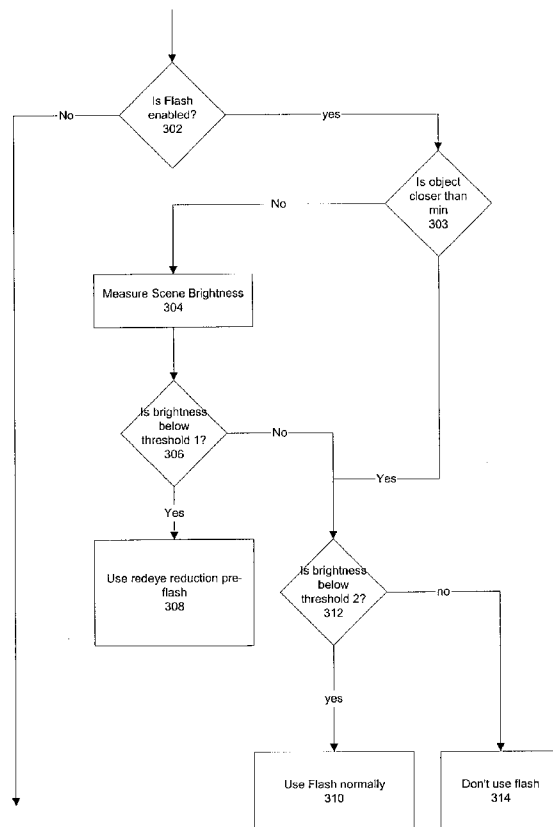 Is Flash
enabled?
302
No
yes
Is object
closer than
min
303
No
Measure Scene Brightness
304
Is brightness
below
threshold 1?
306
No
Yes
Yes
Use redeye reduction pre-
flash
308
Is brightness
below
threshold 2?
312
no
yes
Use Flash normally
310
Don't use flash
314